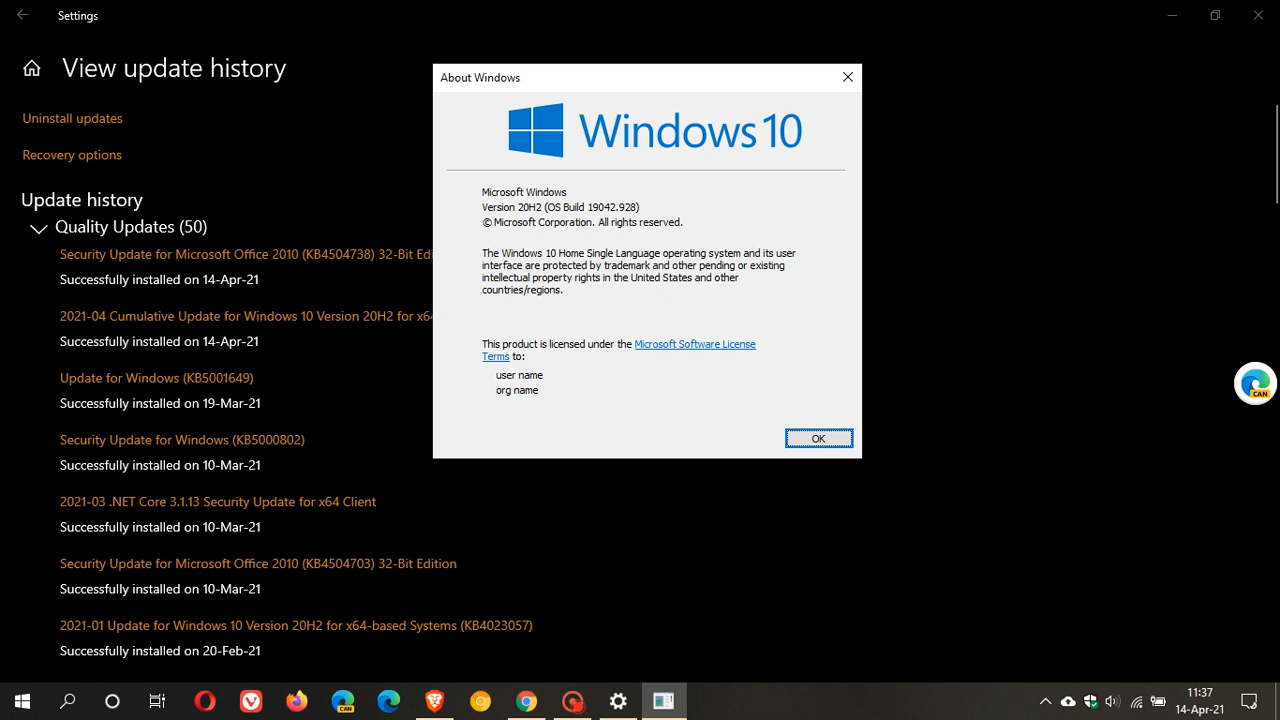 Settings
View update history
Uninstall updates
Recovery options
Update history
Quality Updates (50)
Security Update for Microsoft Office 2010 (KB4504738) 32-Bit Edi
Successfully installed on 14-Apr-21
2021-04 Cumulative Update for Windows 10 Version 20H2 for x64
Successfully installed on 14-Apr-21
Update for Windows (KB5001649)
Successfully installed on 19-Mar-21
Security Update for Windows (KB5000802)
Successfully installed on 10-Mar-21
2021-03 .NET Core 3.1.13 Security Update for x64 Client
Successfully installed on 10-Mar-21
Security Update for Microsoft Office 2010 (KB4504703) 32-Bit Edition
Successfully installed on 10-Mar-21
2021-01 Update for Windows 10 Version 20H2 for x64-based Systems (KB4023057)
Successfully installed on 20-Feb-21
About Windows
Windows 10
Microsoft Windows
Version 20H2 (OS Build 19042.928)
© Microsoft Corporation. All rights reserved.
The Windows 10 Home Single Language operating system and its user
interface are protected by trademark and other pending or existing
intellectual property rights in the United States and other
countries/regions.
This product is licensed under the Microsoft Software License
Terms to:
user name
org name
OK
CAN
CAN
11:37
14-Apr-21